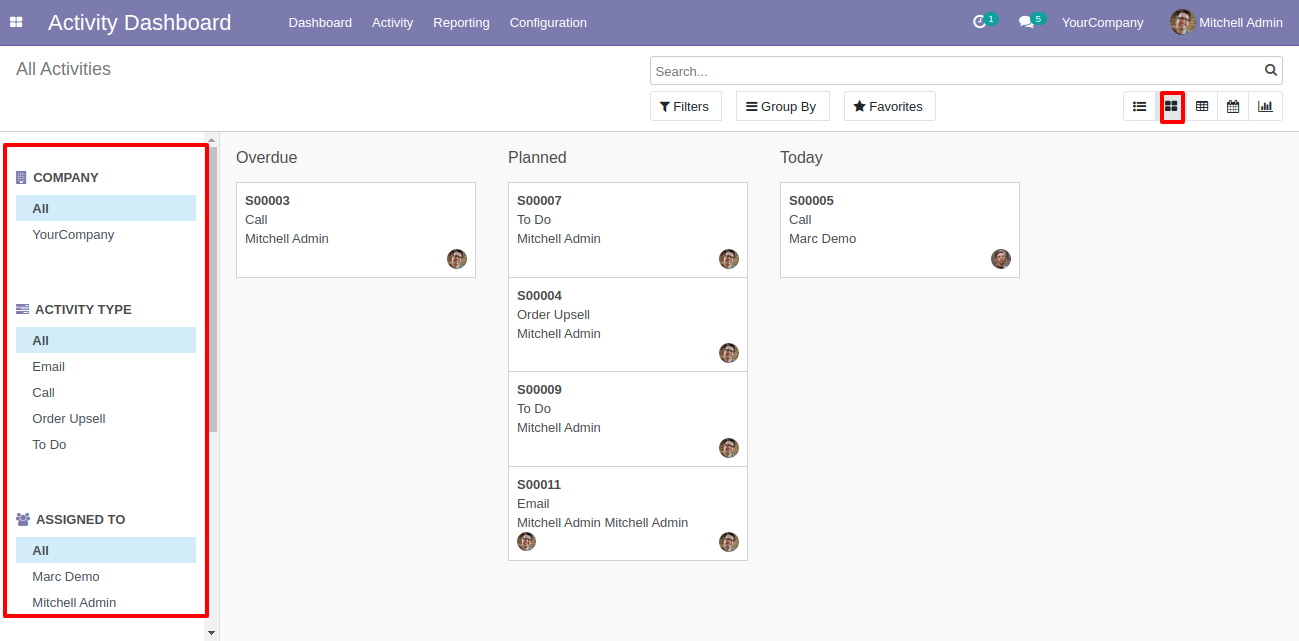 Activity Dashboard Dashboard Activity Reporting Configuration 1 5 YourCompany Mitchell Admin
All Activities
Search...
Filters Group By Favorites
COMPANY
All
YourCompany
ACTIVITY TYPE
All
Email
Call
Order Upsell
To Do
ASSIGNED TO
All
Marc Demo
Mitchell Admin
Overdue
S00003
Call
Mitchell Admin
Planned
S00007
To Do
Mitchell Admin
S00004
Order Upsell
Mitchell Admin
S00009
To Do
Mitchell Admin
S00011
Email
Mitchell Admin Mitchell Admin
Today
S00005
Call
Marc Demo